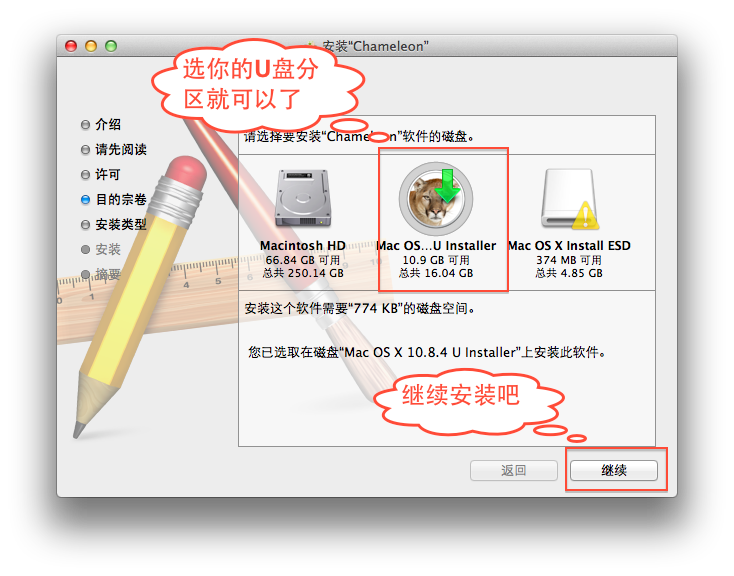 安装“Chameleon”
选你的U盘分
区就可以了
介绍
请先阅读
许可
目的宗卷
安装类型
安装
摘要
请选择要安装“Chameleon”软件的磁盘。
Macintosh HD
66.84 GB 可用
总共 250.14 GB
Mac OS...U Installer
10.9 GB 可用
总共 16.04 GB
Mac OS X Install ESD
374 MB 可用
总共 4.85 GB
安装这个软件需要“774 KB”的磁盘空间。
您已选取在磁盘“Mac OS X 10.8.4 U Installer”上安装此软件。
继续安装吧
返回
继续